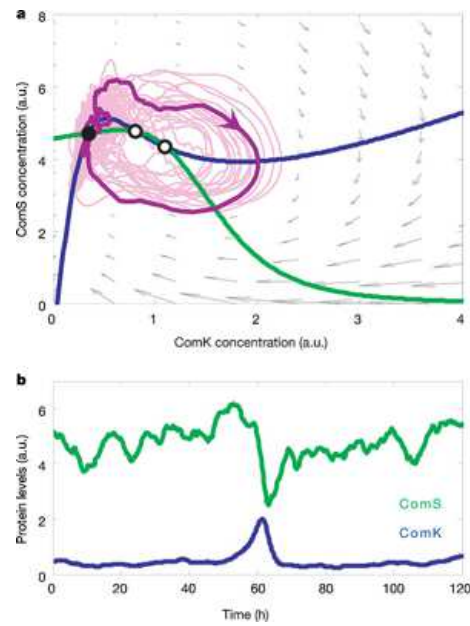 a
8
6
4
2
0
ComS concentration (a.u.)
0
1
2
3
4
ComK concentration (a.u.)
b
6
4
2
0
Protein levels (a.u.)
ComS
ComK
0
20
40
60
80
100
120
Time (h)